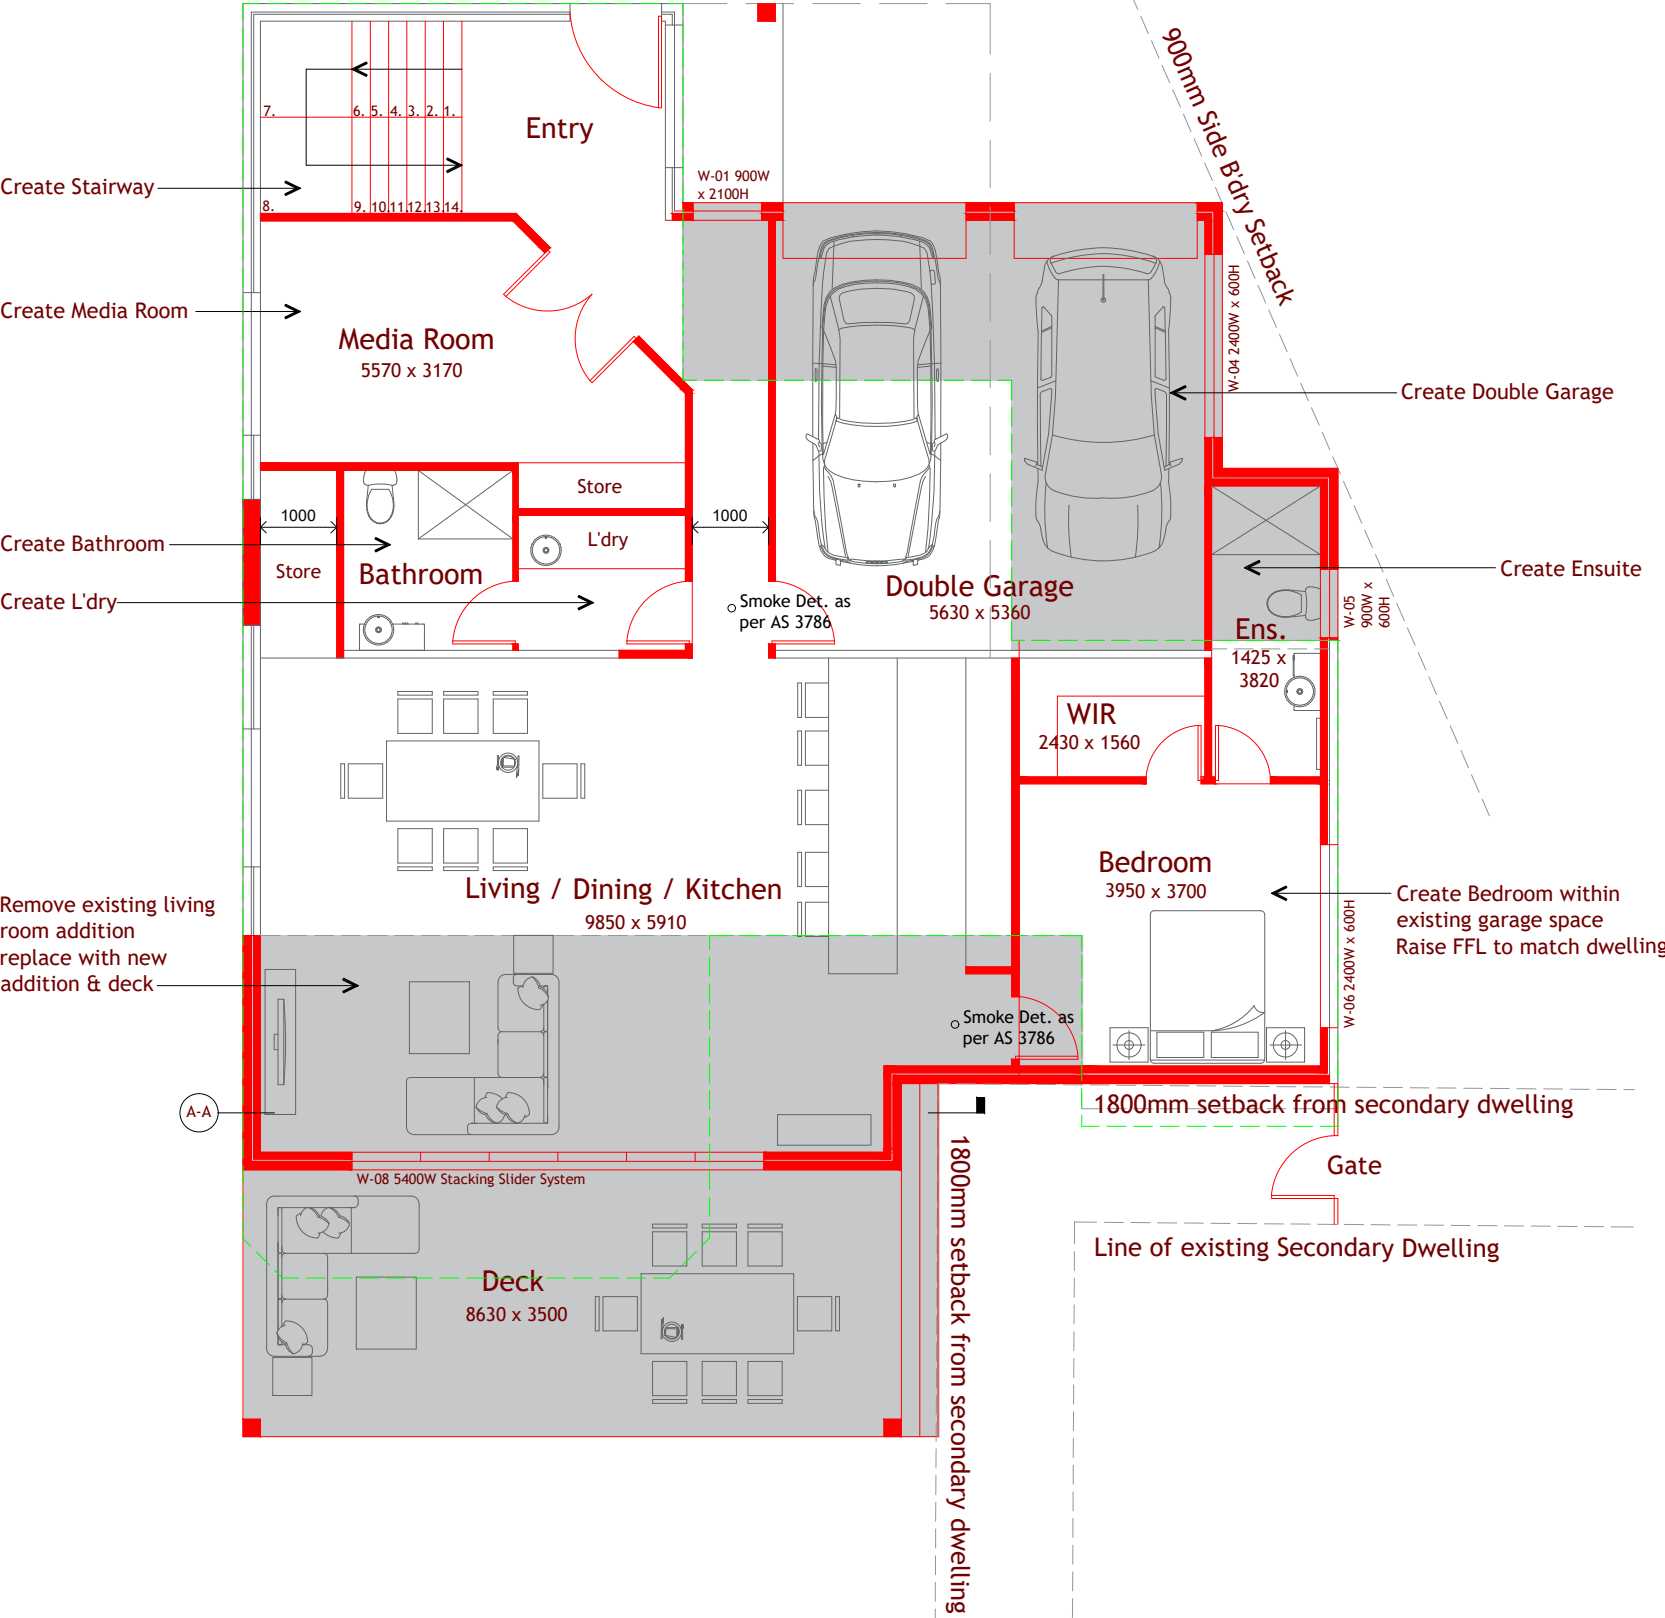 900mm Side B'dry Setback
7.
6.
5.
4.
3.
2.
1.
Entry
Create Stairway
W-01 900W
x 2100H
8.
9.
10.
11.
12.
13.
14.
Create Media Room
Media Room
5570 x 3170
W-04 2400W x 600H
Create Double Garage
Store
1000
1000
L'dry
Create Bathroom
Store
Bathroom
Create L'dry
Smoke Det. as
per AS 3786
Double Garage
5630 x 5360
Create Ensuite
W-05
900W x
600H
Ens.
1425 x
3820
WIR
2430 x 1560
Living / Dining / Kitchen
9850 x 5910
Bedroom
3950 x 3700
Create Bedroom within
existing garage space
Raise FFL to match dwelling
W-06 2400W x 600H
Remove existing living
room addition
replace with new
addition & deck
Smoke Det. as
per AS 3786
A-A
1800mm setback from secondary dwelling
1800mm setback from secondary dwelling
Gate
W-08 5400W Stacking Slider System
Line of existing Secondary Dwelling
Deck
8630 x 3500